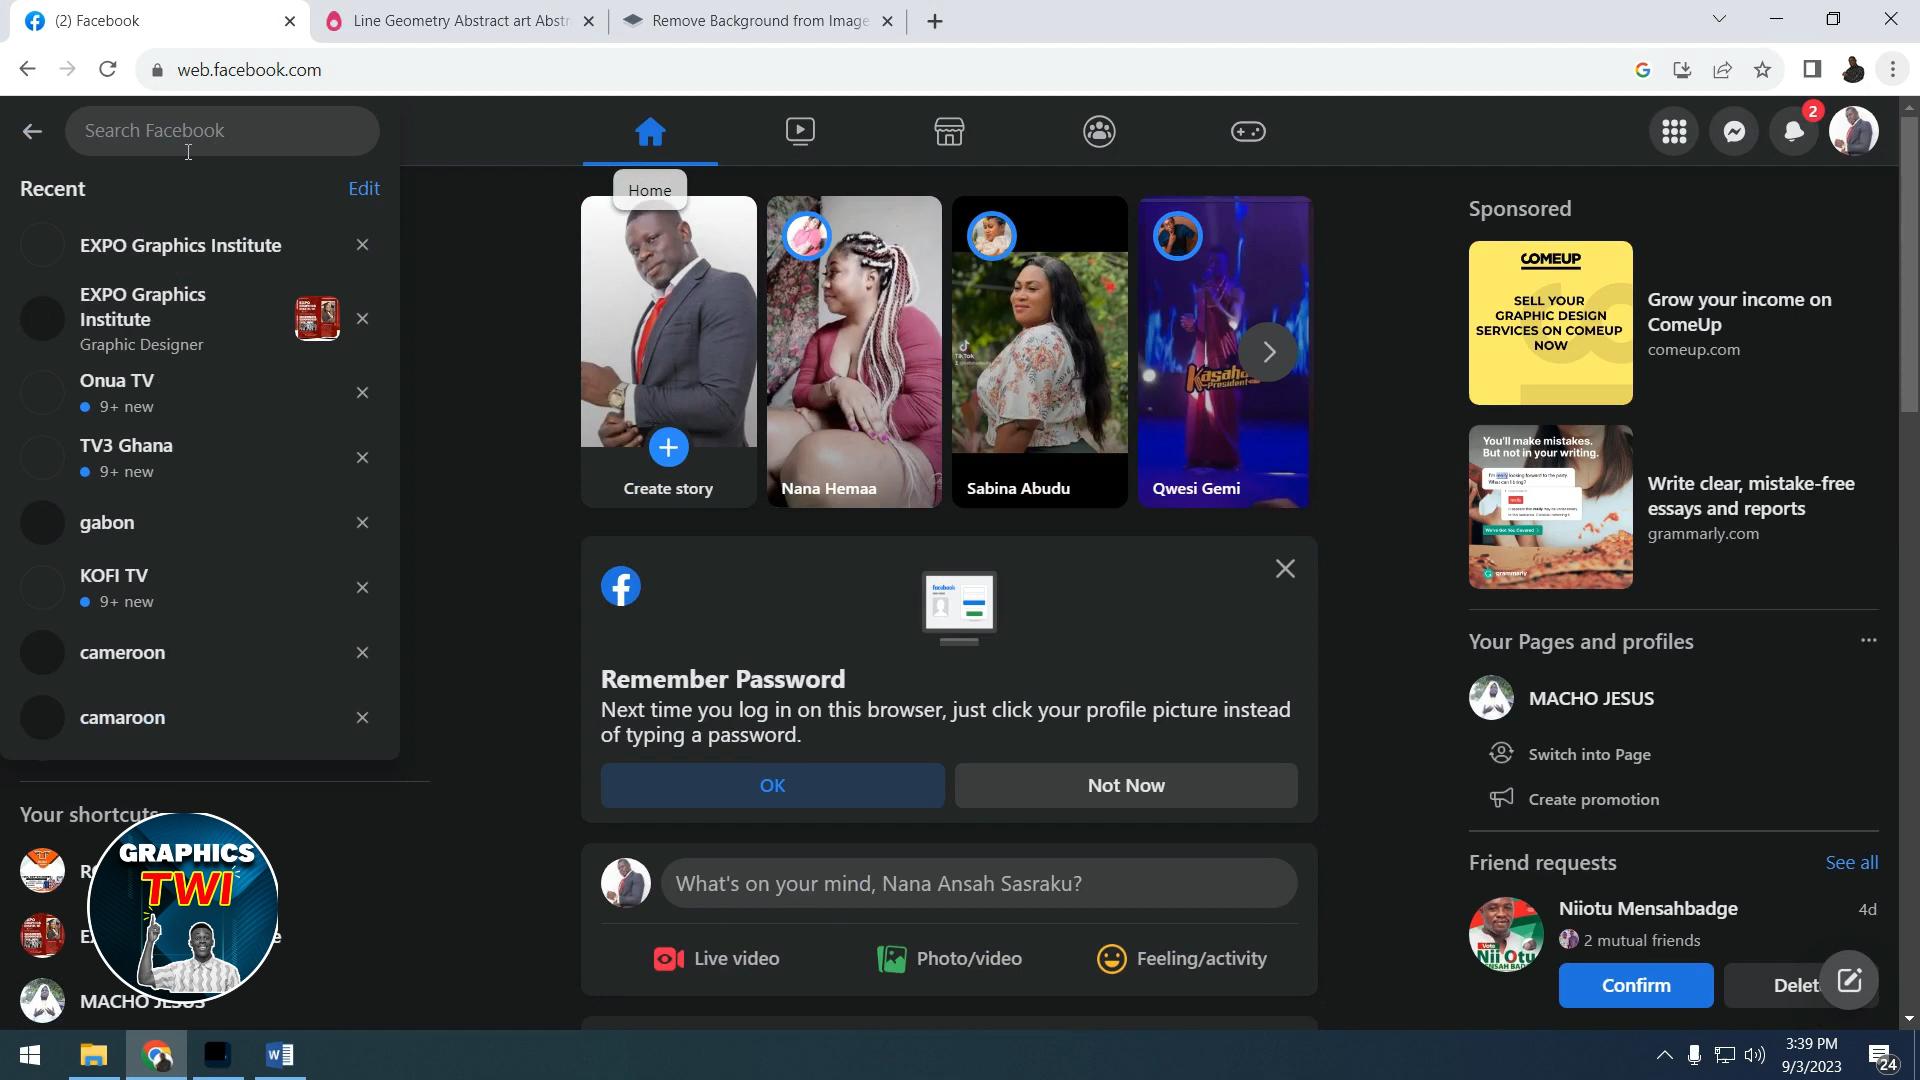 (2) Facebook
Line Geometry Abstract art Abstr
Remove Background from Image
web.facebook.com
Search Facebook
2
Recent
Edit
EXPO Graphics Institute
EXPO Graphics
Institute
Graphic Designer
Onua TV
9+ new
TV3 Ghana
9+ new
gabon
KOFI TV
9+ new
cameroon
camaroon
Your shortcuts
GRAPHICS
TWI
MACHO JESUS
Home
Create story
Nana Hemaa
TikTok
Sabina Abudu
Qwesi Gemi
Remember Password
Next time you log in on this browser, just click your profile picture instead
of typing a password.
OK
Not Now
What's on your mind, Nana Ansah Sasraku?
Live video
Photo/video
Feeling/activity
Sponsored
COMEUP
SELL YOUR
GRAPHIC DESIGN
SERVICES ON COMEUP
NOW
Grow your income on
ComeUp
comeup.com
You'll make mistakes.
But not in your writing.
grammarly
Write clear, mistake-free
essays and reports
grammarly.com
Your Pages and profiles
MACHO JESUS
Switch into Page
Create promotion
Friend requests
See all
Niiotu Mensahbadge
4d
2 mutual friends
Vote
Nii Otu
Confirm
Delet
3:39 PM
9/3/2023
24